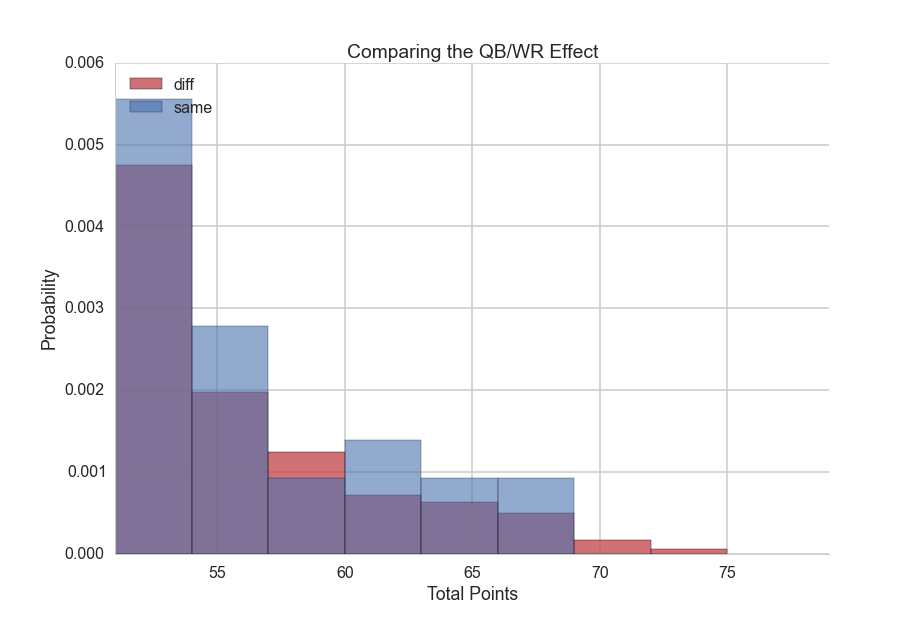 Comparing the QB/WR Effect
diff
same
0.006
0.005
0.004
0.003
0.002
0.001
0.000
Probability
55 60 65 70 75
Total Points